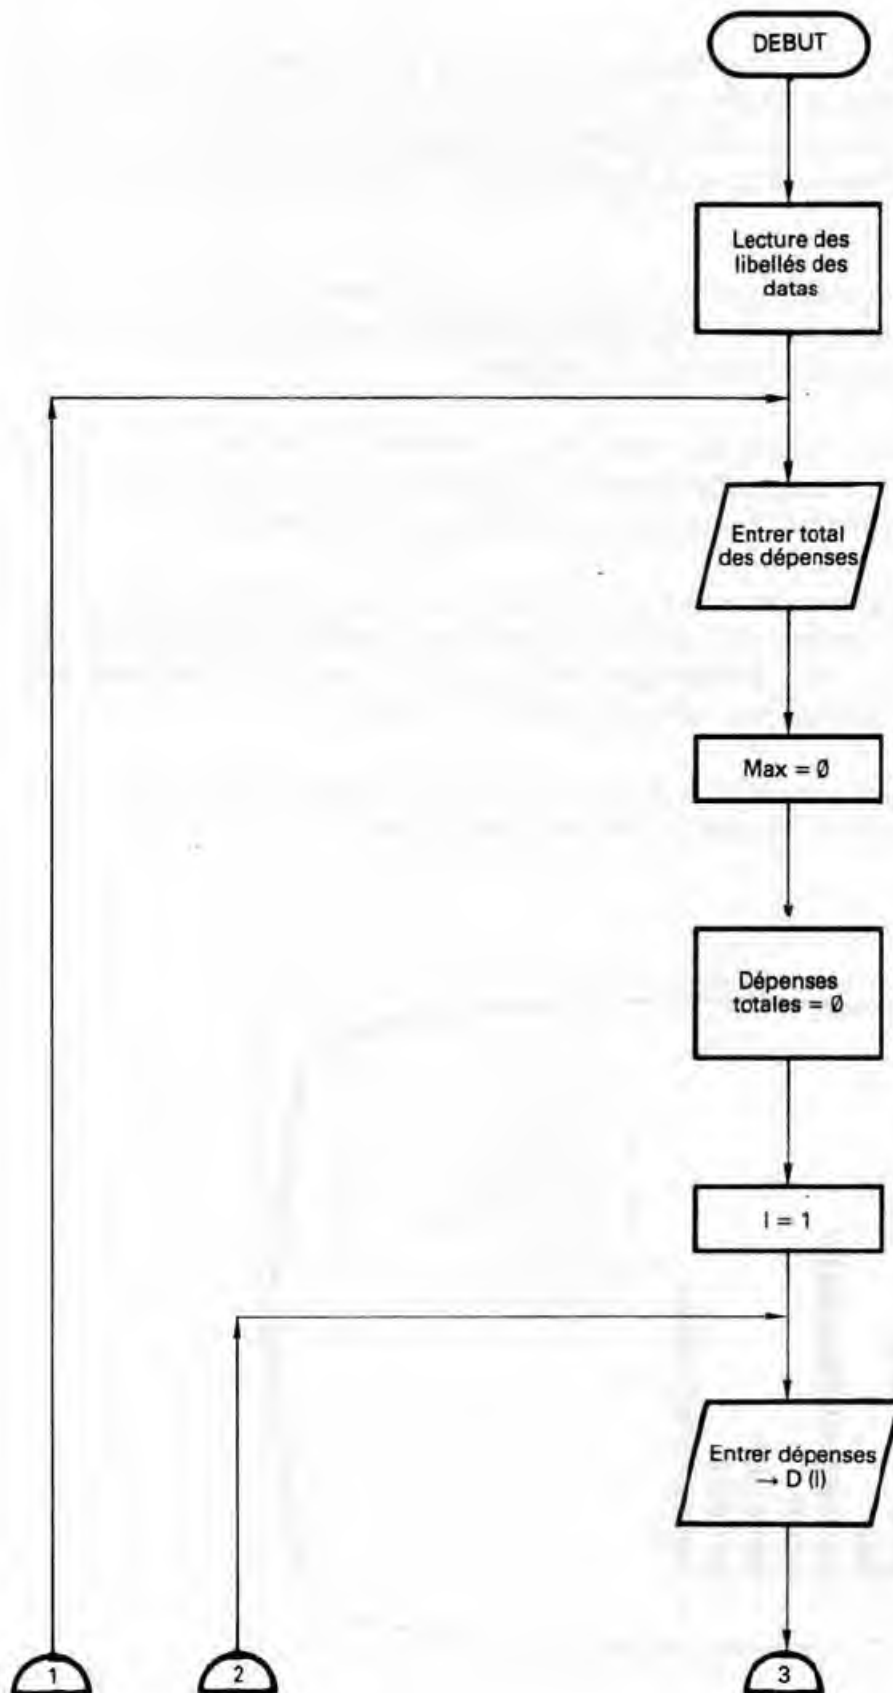 DEBUT
Lecture des
libellés des
datas
Entrer total
des dépenses
Max = Ø
Dépenses
totales = Ø
I = 1
Entrer dépenses
→ D (I)
1
2
3